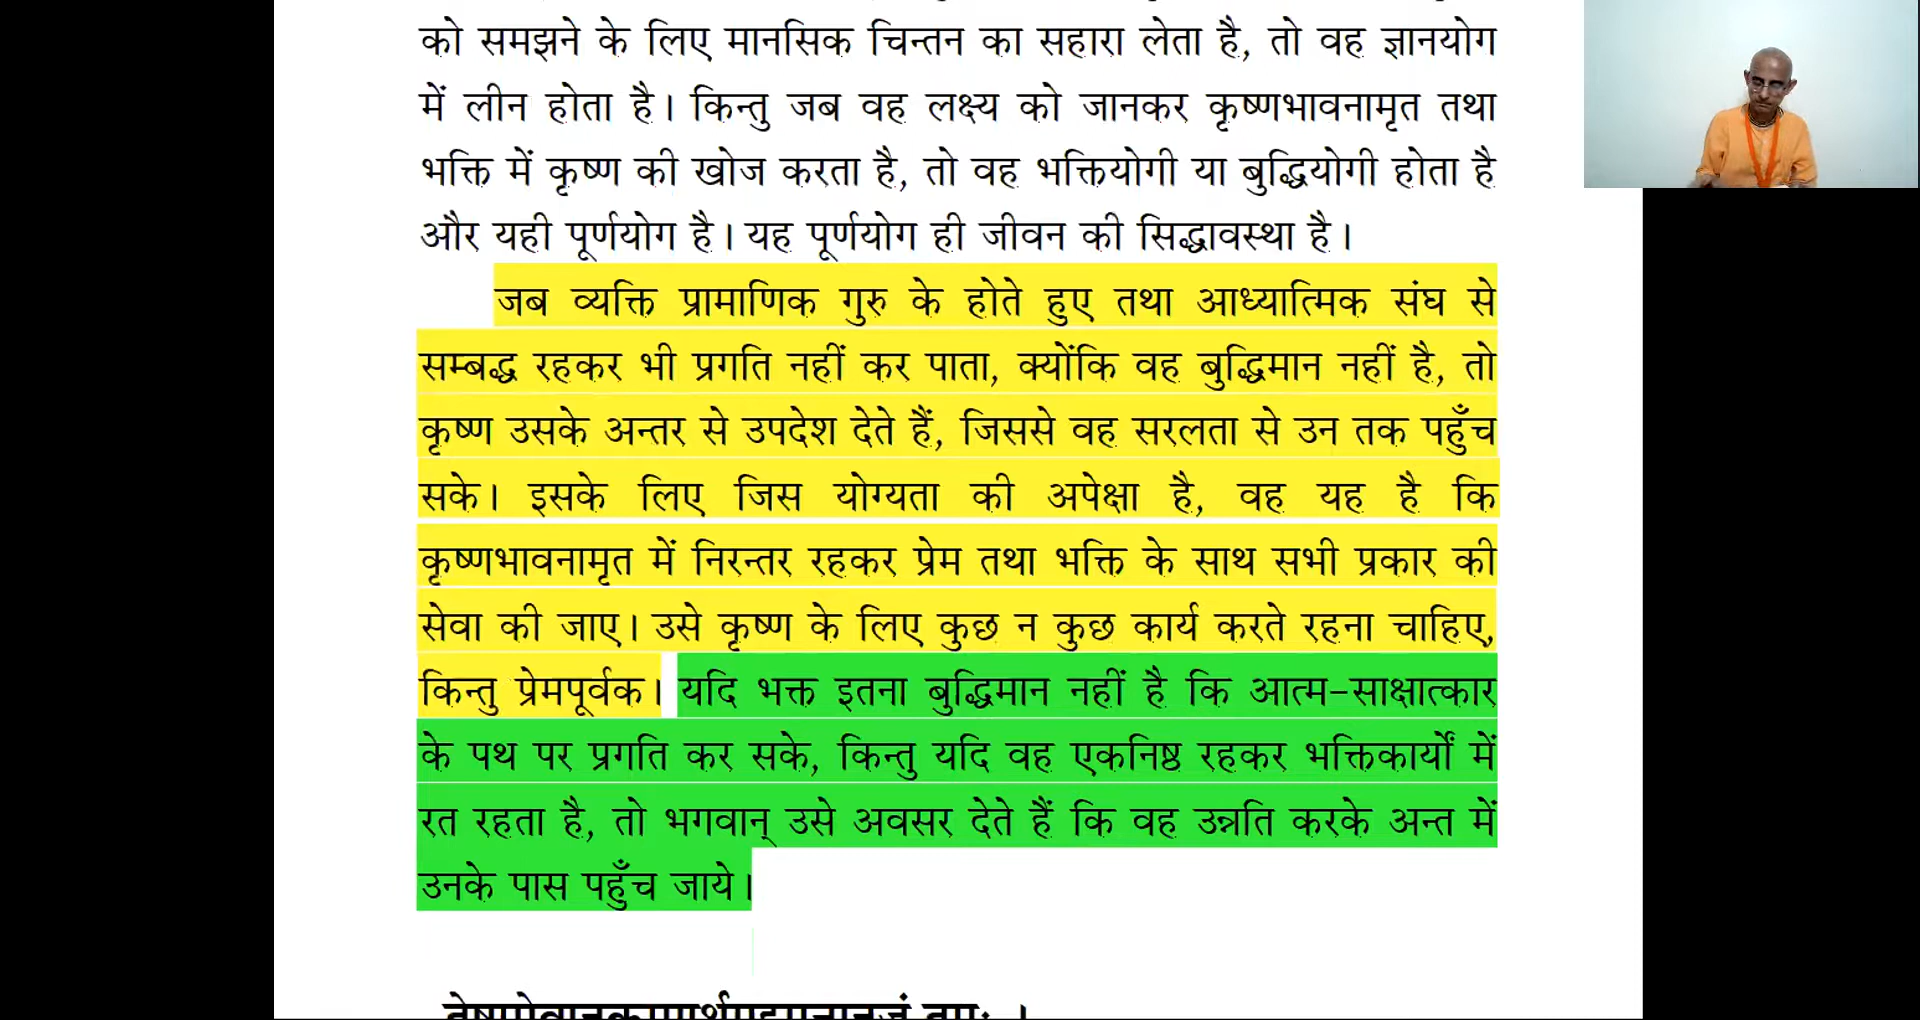 को समझने के लिए मानसिक चिन्तन का सहारा लेता है, तो वह ज्ञानयोग
में लीन होता है। किन्तु जब वह लक्ष्य को जानकर कृष्णभावनामृत तथा
भक्ति में कृष्ण की खोज करता है, तो वह भक्तियोगी या बुद्धियोगी होता है
और यही पूर्णयोग है। यह पूर्णयोग ही जीवन की सिद्धावस्था है।
जब व्यक्ति प्रामाणिक गुरु के होते हुए तथा आध्यात्मिक संघ से
सम्बद्ध रहकर भी प्रगति नहीं कर पाता, क्योंकि वह बुद्धिमान नहीं है, तो
कृष्ण उसके अन्तर से उपदेश देते हैं, जिससे वह सरलता से उन तक पहुँच
सके। इसके लिए जिस योग्यता की अपेक्षा है, वह यह है कि
कृष्णभावनामृत में निरन्तर रहकर प्रेम तथा भक्ति के साथ सभी प्रकार की
सेवा की जाए। उसे कृष्ण के लिए कुछ न कुछ कार्य करते रहना चाहिए,
किन्तु प्रेमपूर्वक। यदि भक्त इतना बुद्धिमान नहीं है कि आत्म-साक्षात्कार
के पथ पर प्रगति कर सके, किन्तु यदि वह एकनिष्ठ रहकर भक्तिकार्यों में
रत रहता है, तो भगवान् उसे अवसर देते हैं कि वह उन्नति करके अन्त में
उनके पास पहुँच जाये।